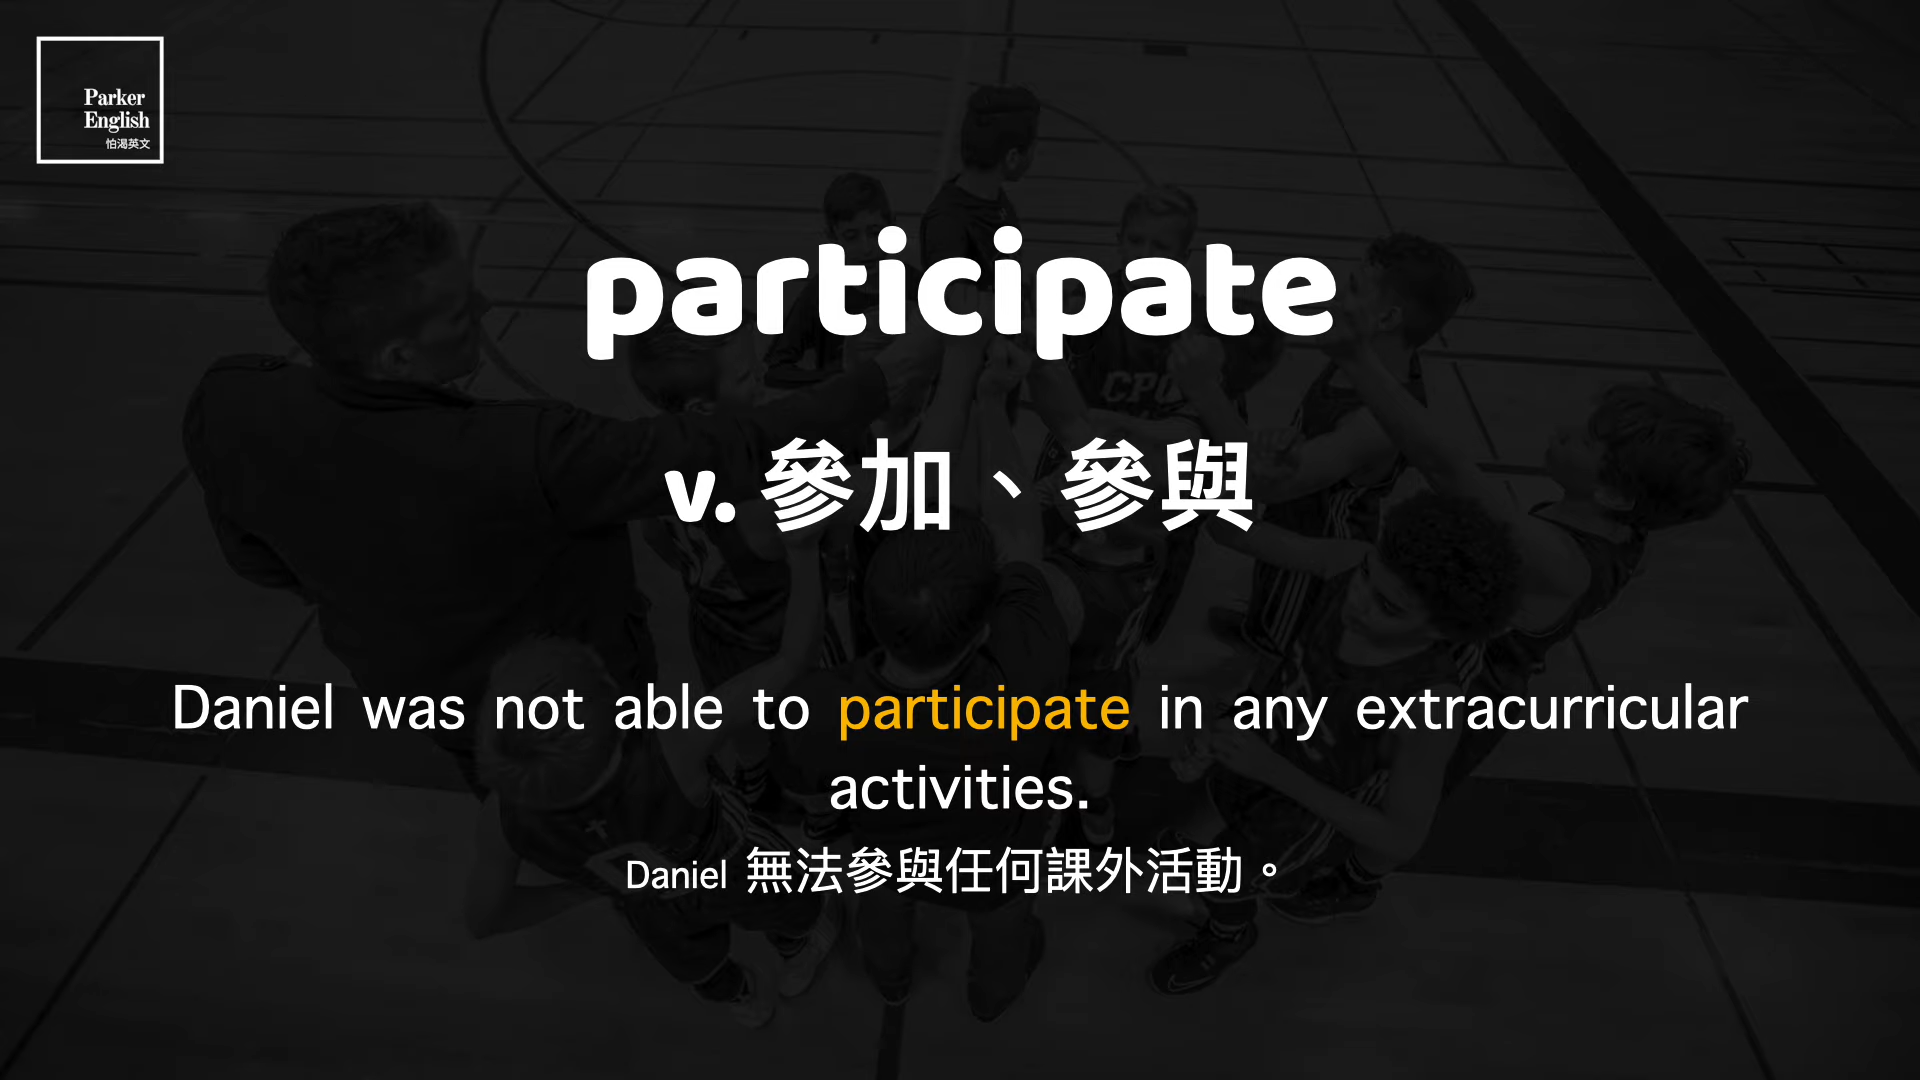 Parker
English
怕渴英文
participate
v. 參加、參與
Daniel was not able to participate in any extracurricular
activities.
Daniel 無法參與任何課外活動。